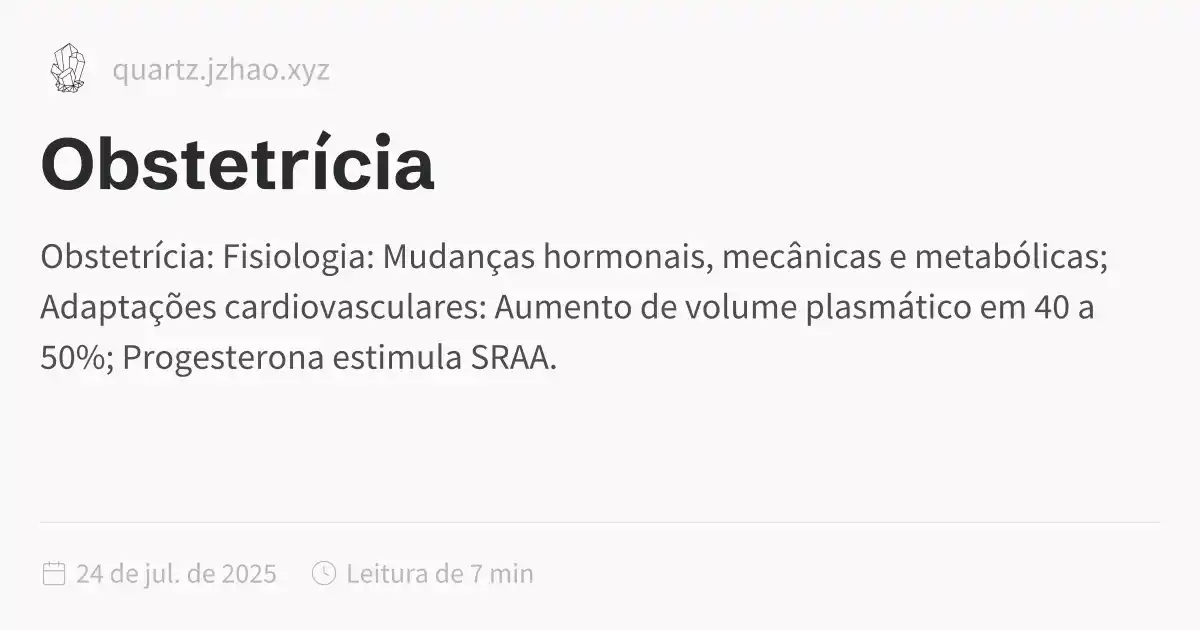 quartz.jzhao.xyz
Obstetrícia
Obstetrícia: Fisiologia: Mudanças hormonais, mecânicas e metabólicas;
Adaptações cardiovasculares: Aumento de volume plasmático em 40 a
50%; Progesterona estimula SRAA.
24 de jul. de 2025 Leitura de 7 min